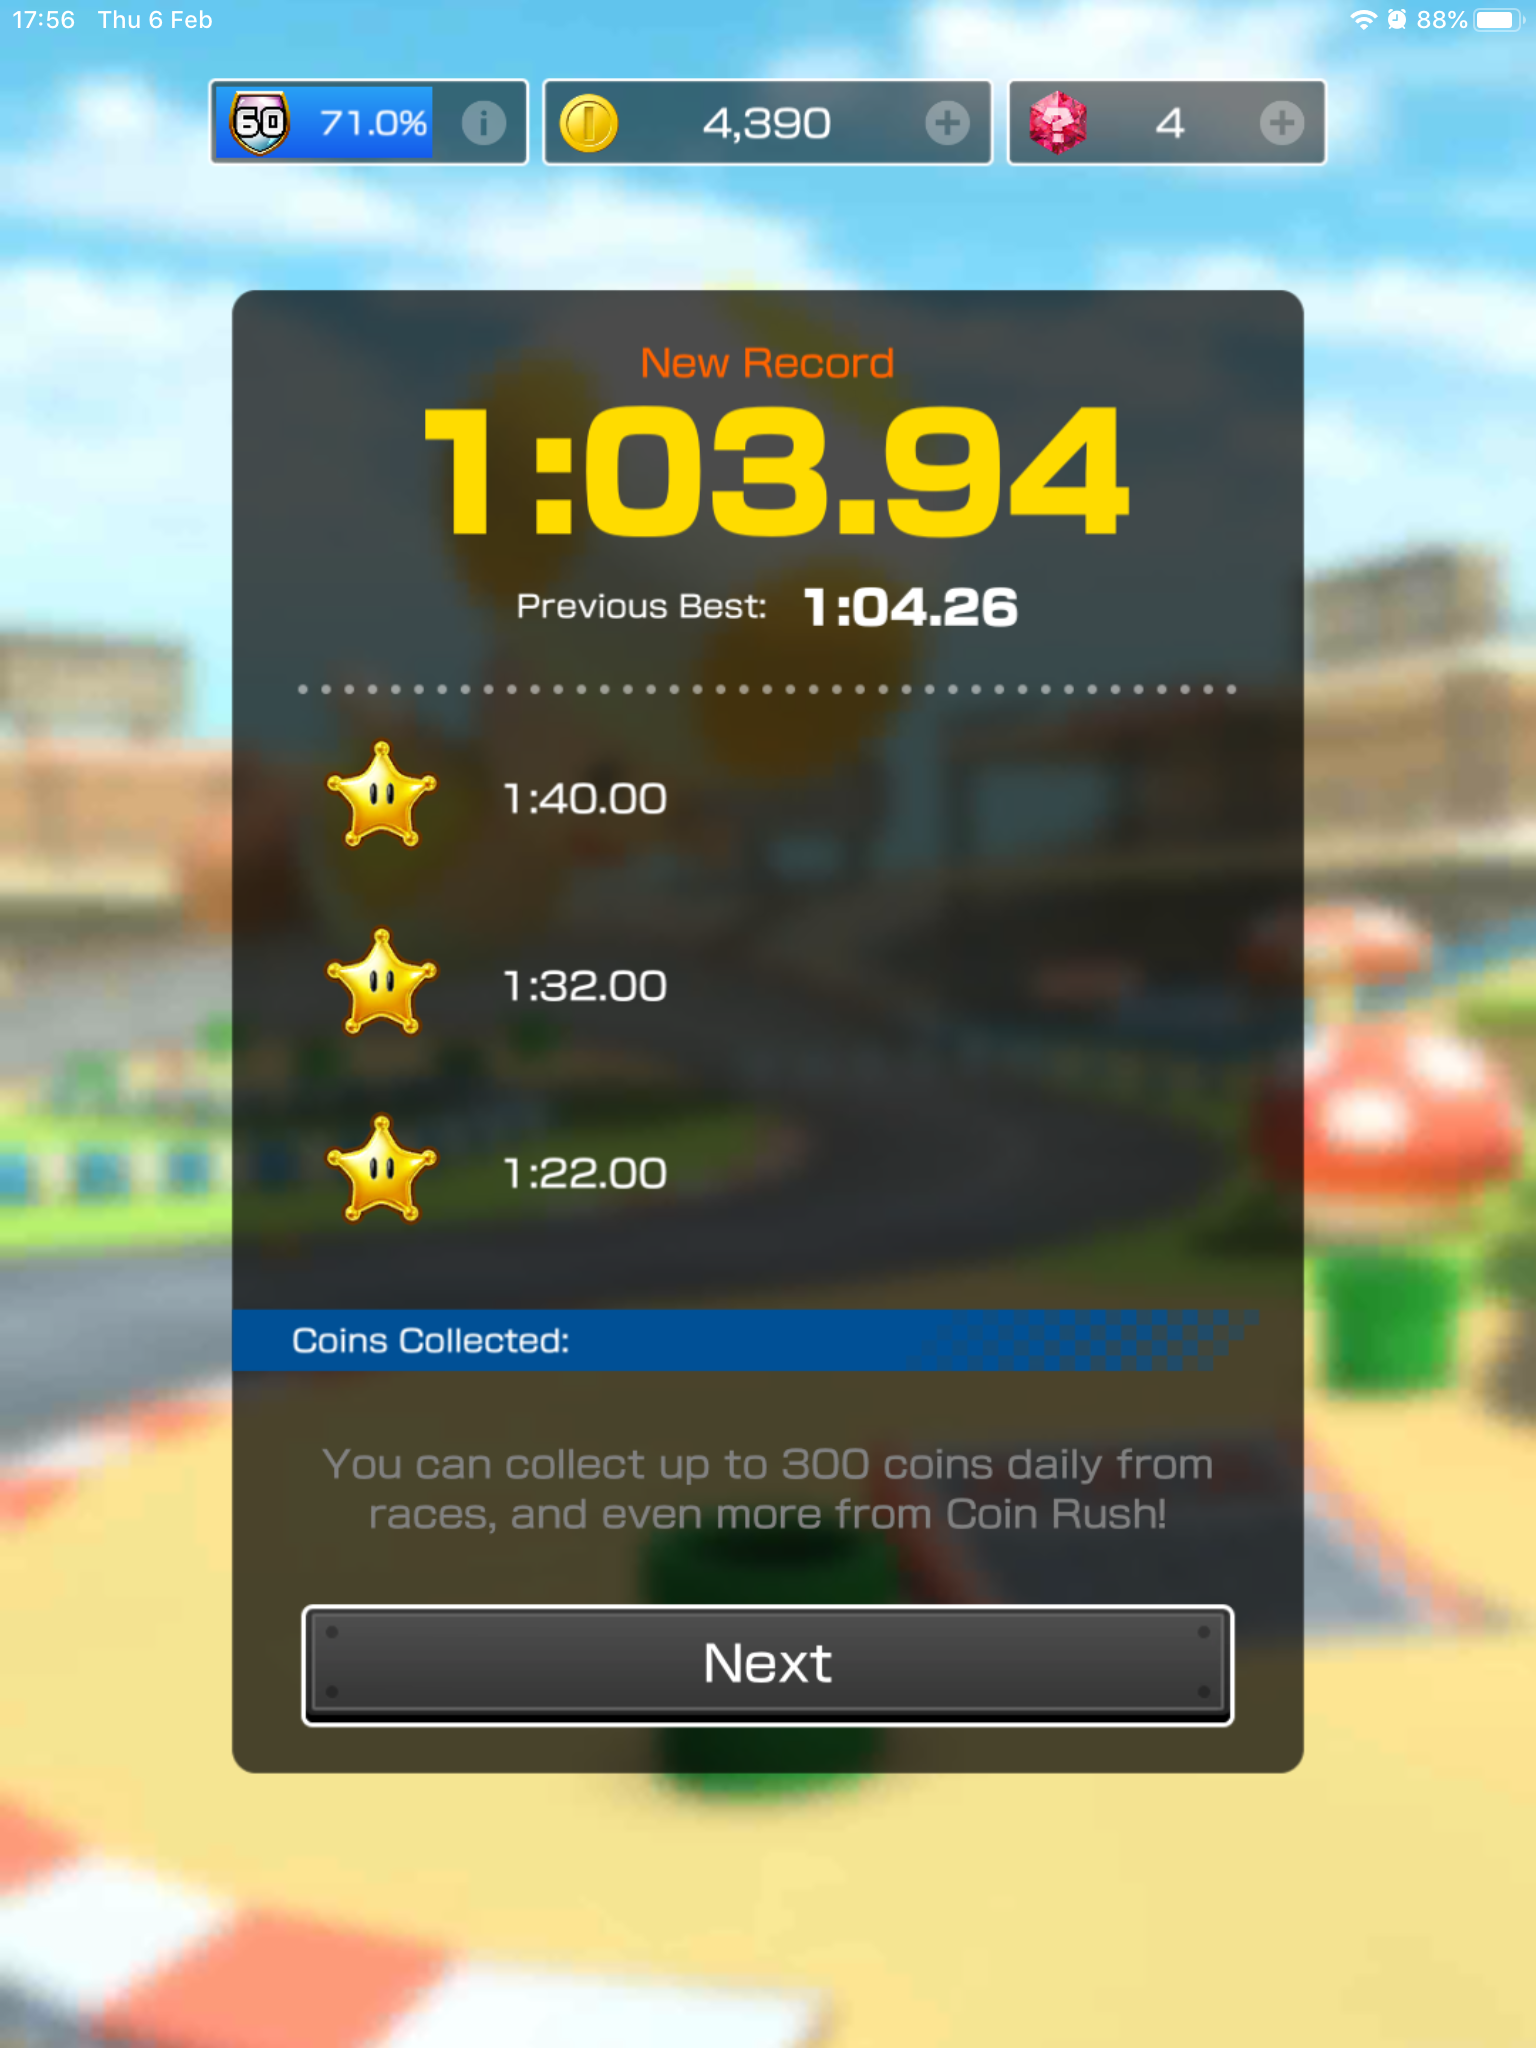 17:56 Thu 6 Feb 88%
60 71.0% i 4,390 + ? 4 +
New Record
1:03.94
Previous Best: 1:04.26
1:40.00
1:32.00
1:22.00
Coins Collected:
You can collect up to 300 coins daily from
races, and even more from Coin Rush!
Next